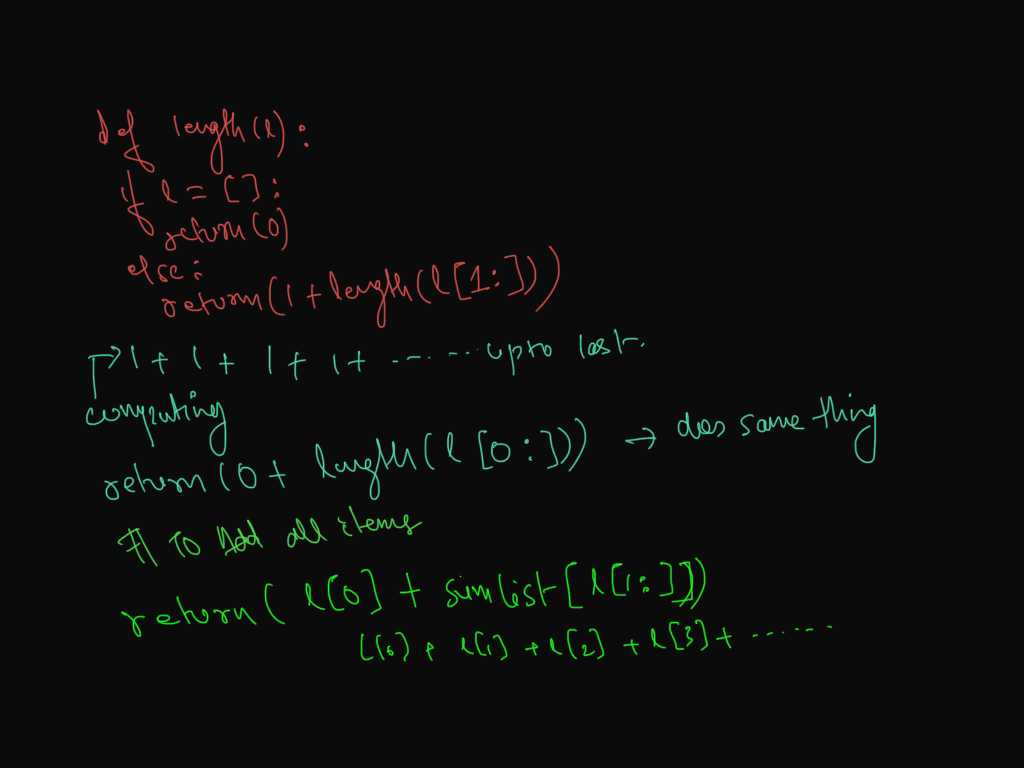 def length(l):
if l = []:
return(0)
else:
return(1+length(l[1:]))
1 + 1 + 1 + 1+ ....... upto last.
computing
return(0+ length(l[0:])) → does same thing
# TO Add all items
return( l[0] + sumlist[l[1:]])
l[0] + l[1] + l[2] + l[3] + ......